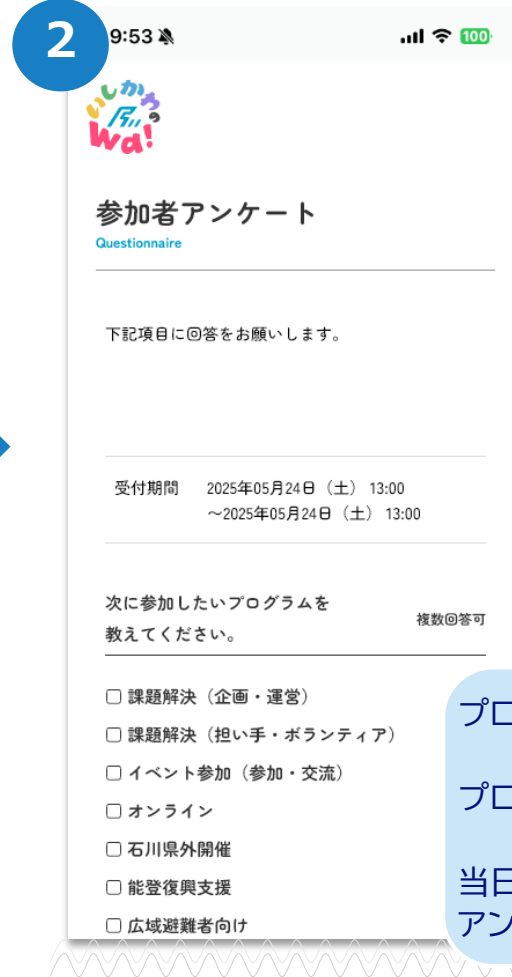 2
9:53
100
いしかわっ
Wa!
参加者アンケート
Questionnaire
下記項目に回答をお願いします。
受付期間 2025年05月24日（土） 13:00
〜2025年05月24日（土） 13:00
次に参加したいプログラムを
教えてください。
複数回答可
課題解決（企画・運営）
課題解決（担い手・ボランティア）
イベント参加（参加・交流）
オンライン
石川県外開催
能登復興支援
広域避難者向け
プロ
プロ
当日
アン